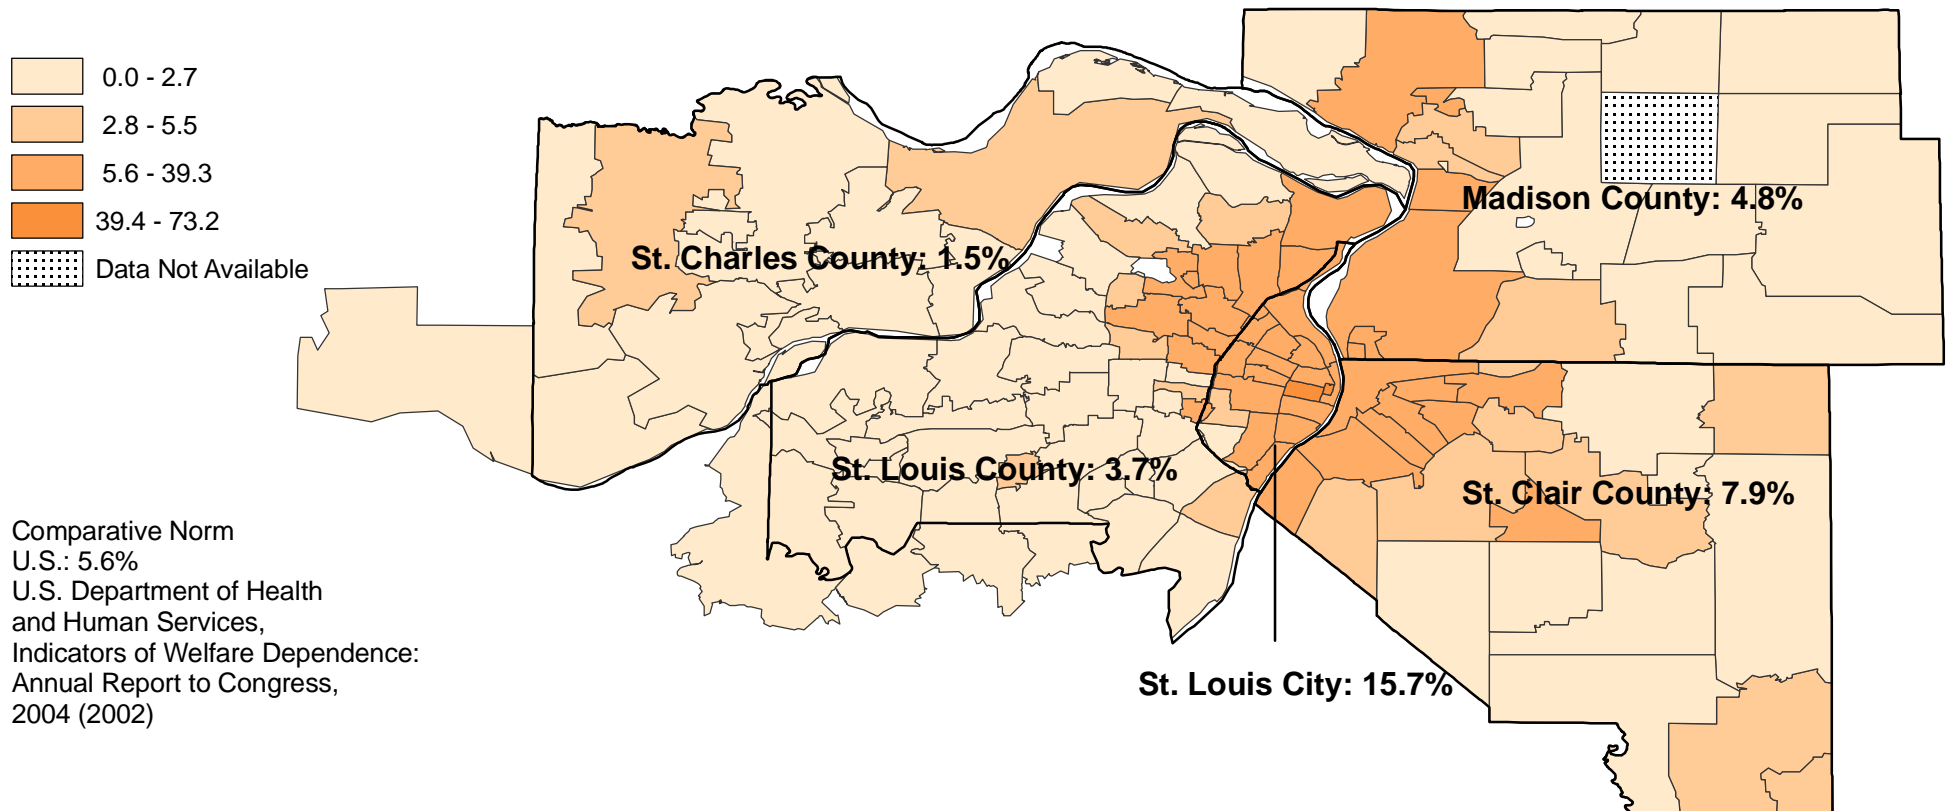 0.0 - 2.7
2.8 - 5.5
5.6 - 39.3
39.4 - 73.2
Data Not Available
Madison County: 4.8%
St. Charles County: 1.5%
St. Louis County: 3.7%
St. Clair County: 7.9%
St. Louis City: 15.7%
Comparative Norm
U.S.: 5.6%
U.S. Department of Health
and Human Services,
Indicators of Welfare Dependence:
Annual Report to Congress,
2004 (2002)